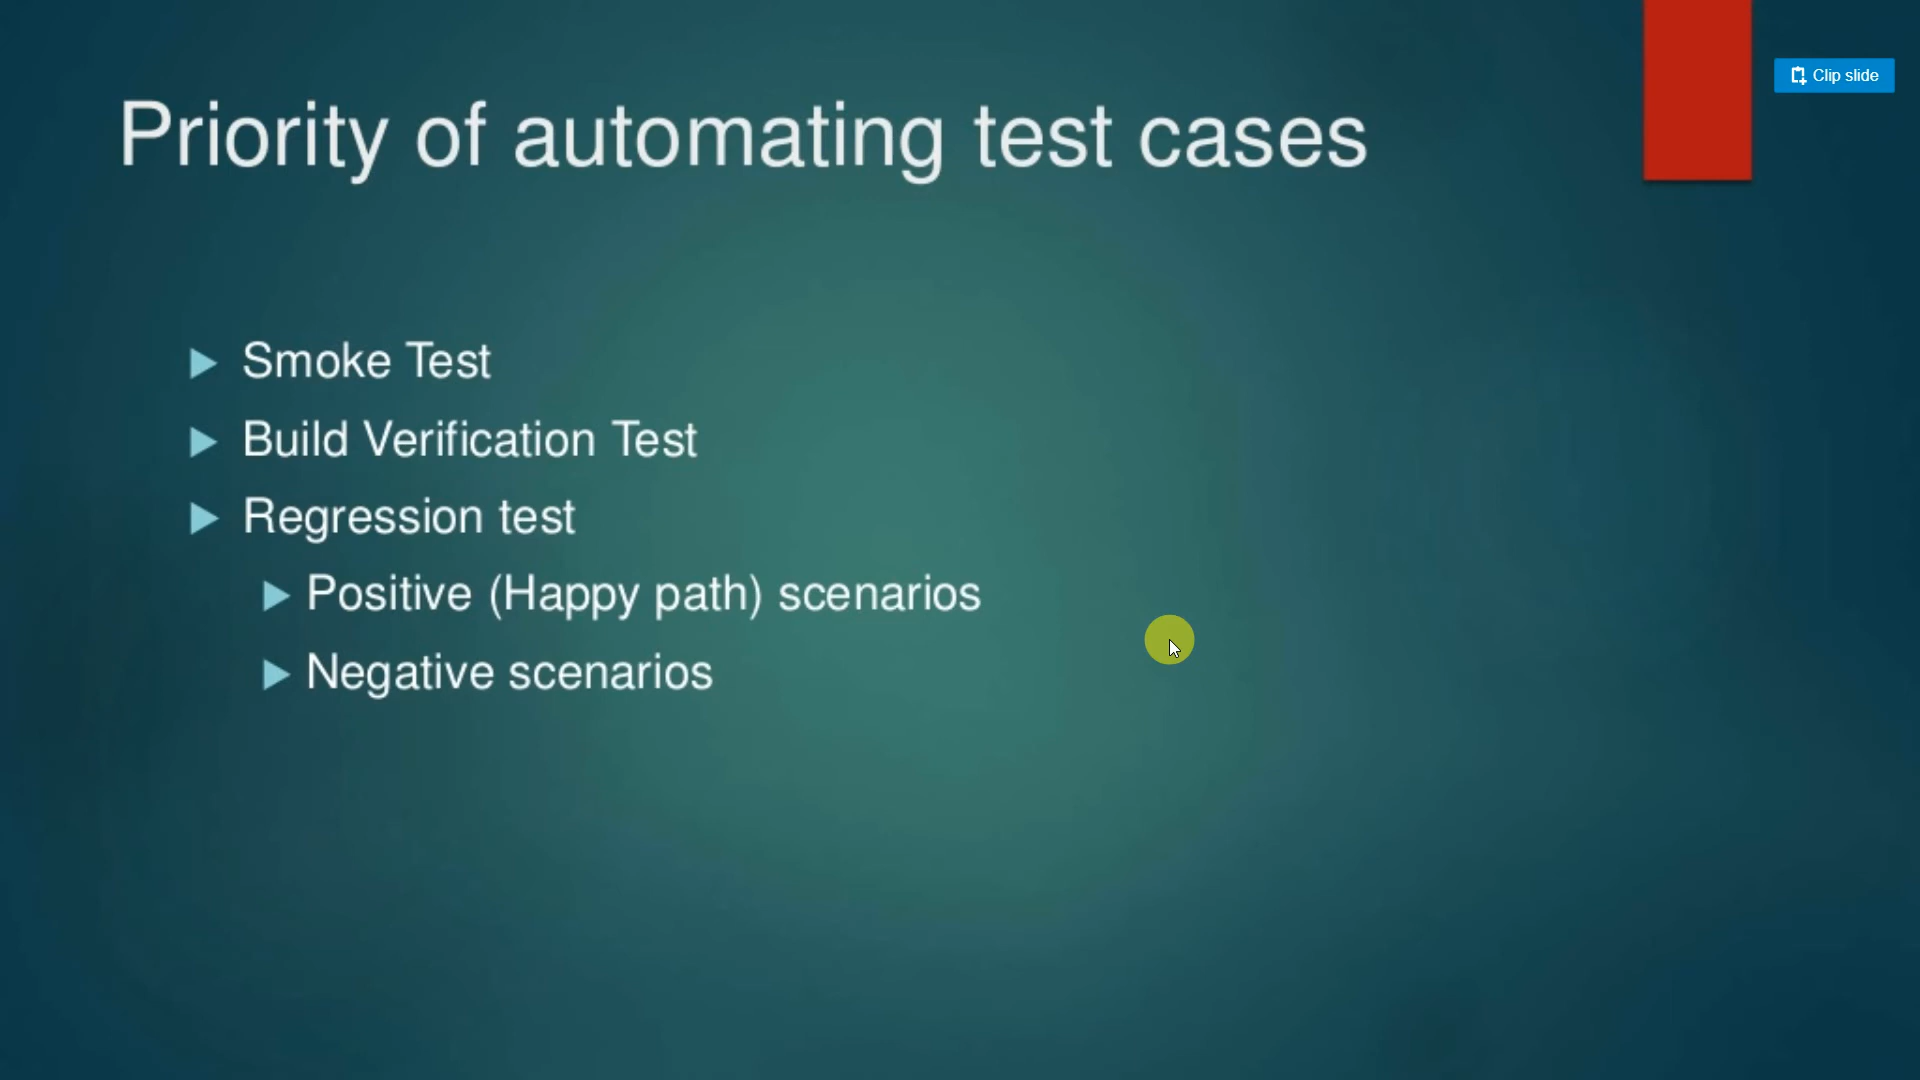 Priority of automating test cases
Clip slide
Smoke Test
Build Verification Test
Regression test
Positive (Happy path) scenarios
Negative scenarios